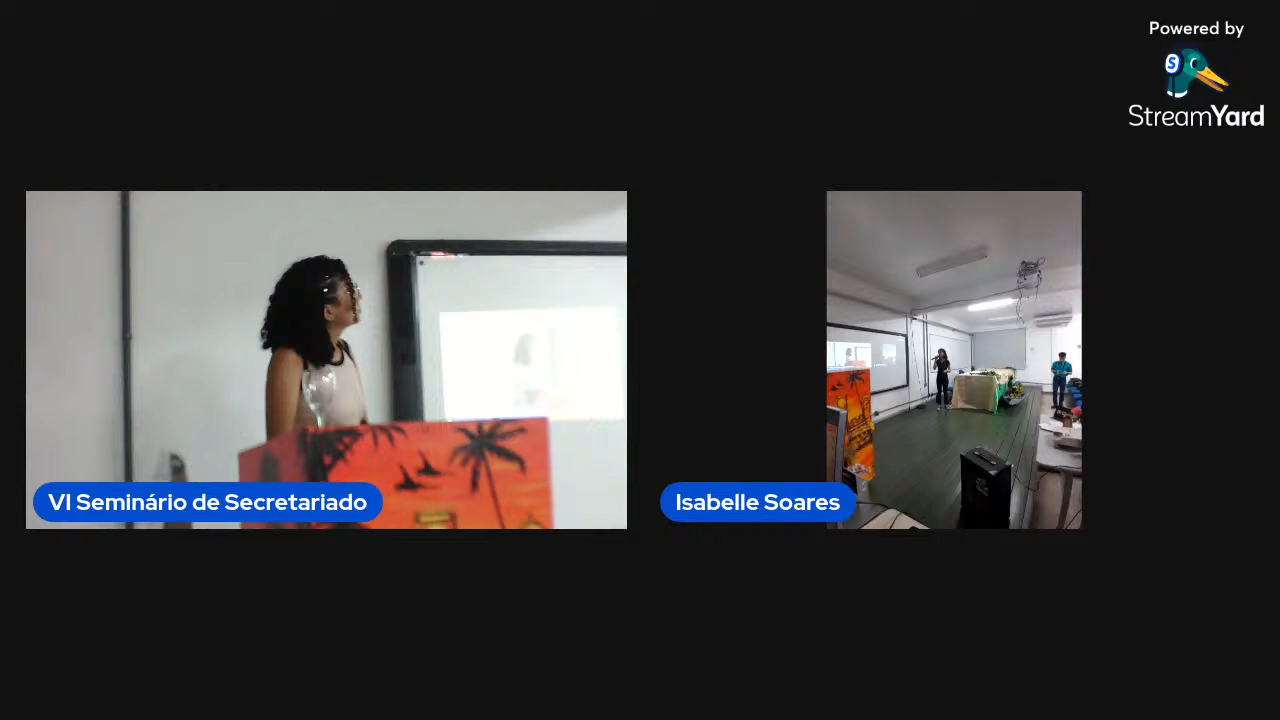 Powered by
S
StreamYard
VI Seminário de Secretariado
Isabelle Soares